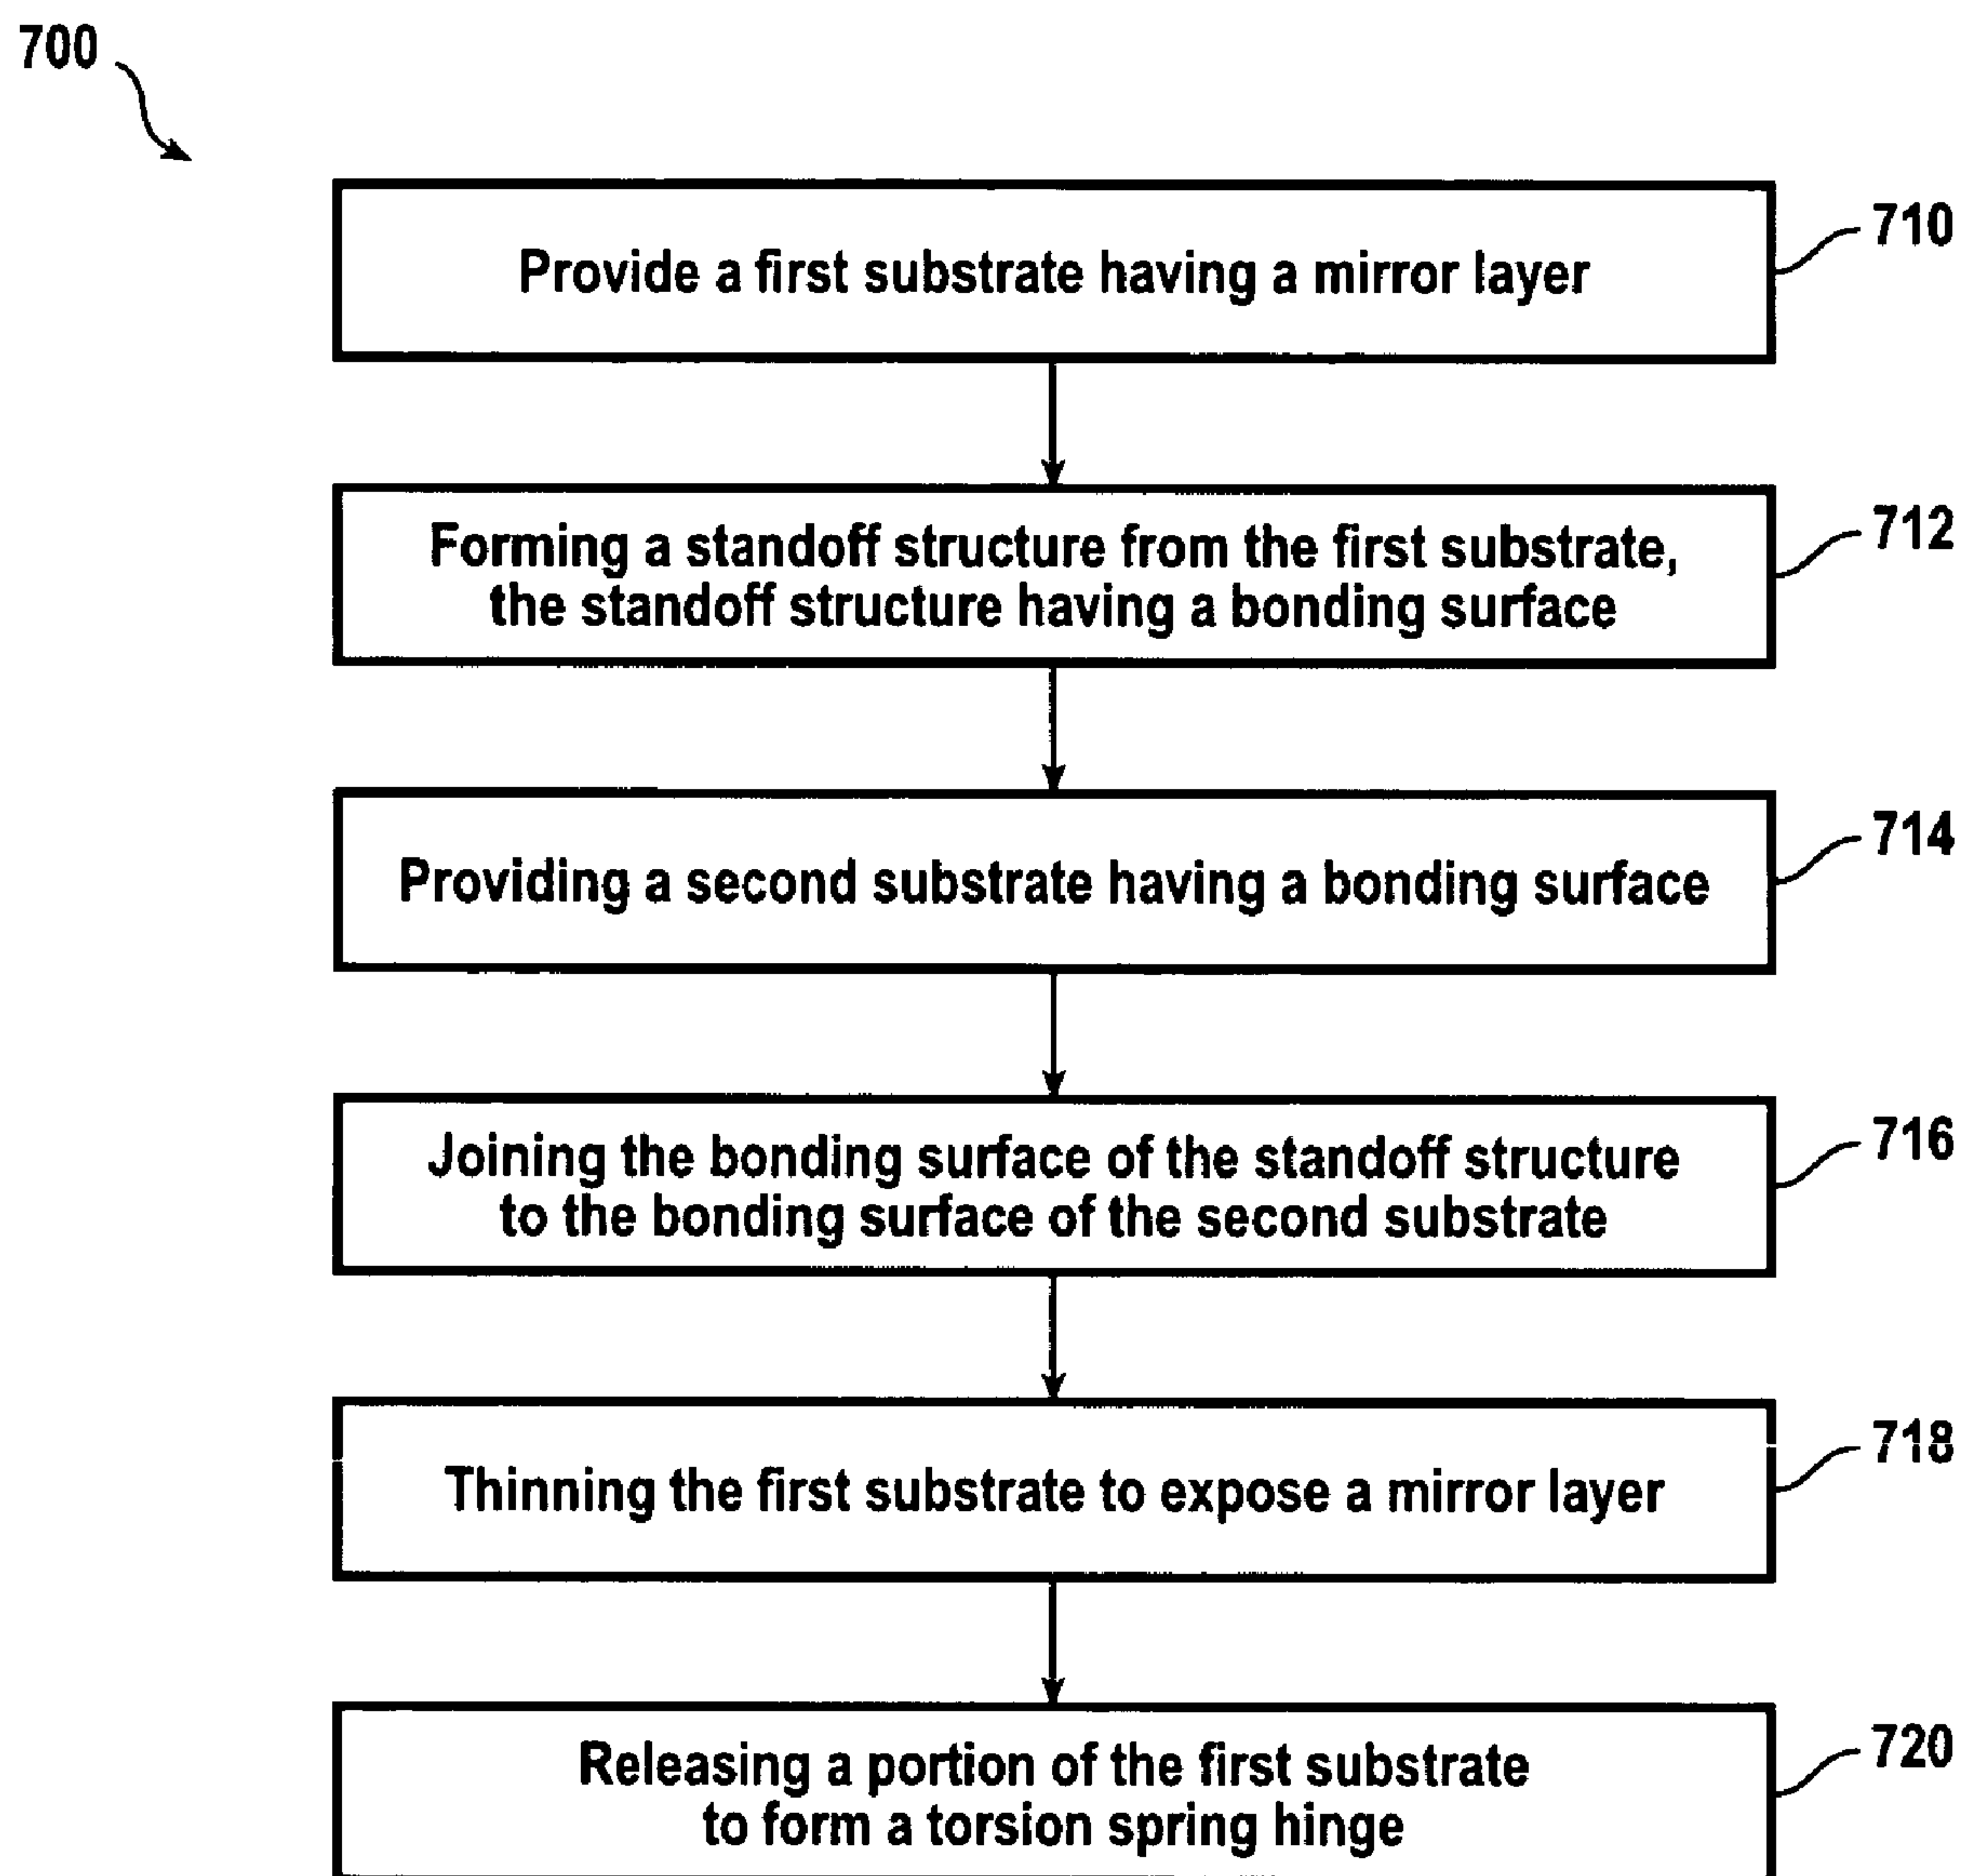 700
Provide a first substrate having a mirror layer
710
Forming a standoff structure from the first substrate,
the standoff structure having a bonding surface
712
Providing a second substrate having a bonding surface
714
Joining the bonding surface of the standoff structure
to the bonding surface of the second substrate
716
Thinning the first substrate to expose a mirror layer
718
Releasing a portion of the first substrate
to form a torsion spring hinge
720